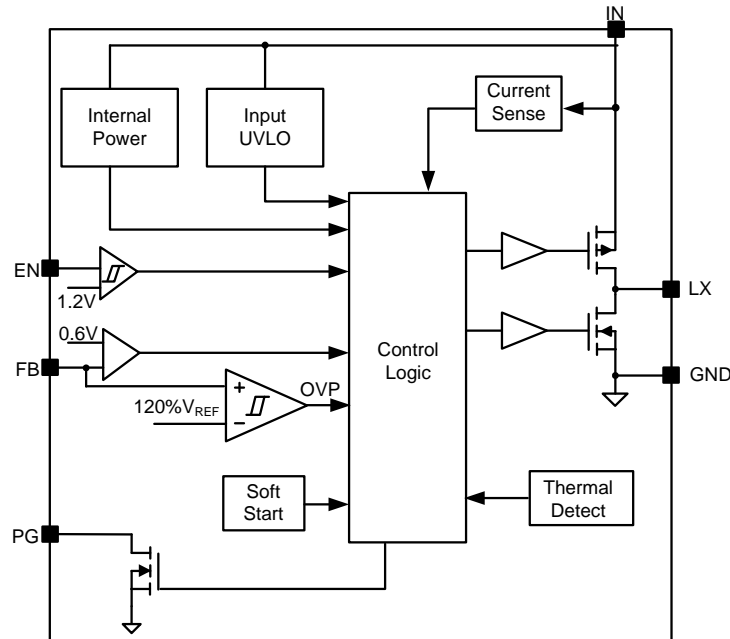 IN
Internal
Power
Input
UVLO
Current
Sense
EN
1.2V
LX
0.6V
FB
Control
Logic
GND
+
OVP
120%VREF
−
Soft
Start
Thermal
Detect
PG